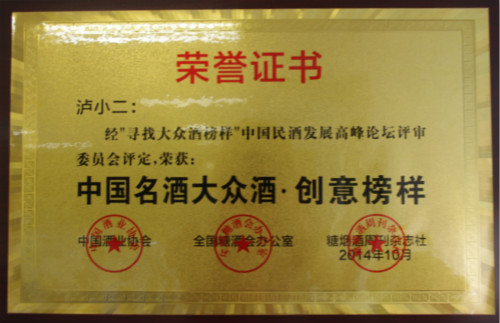 荣誉证书
泸小二：
经"寻找大众酒榜样"中国民酒发展高峰论坛评审
委员会评定，荣获：
中国名酒大众酒·创意榜样
中国酒业协会 全国糖酒会办公室 糖烟酒周刊杂志社
2014年10月